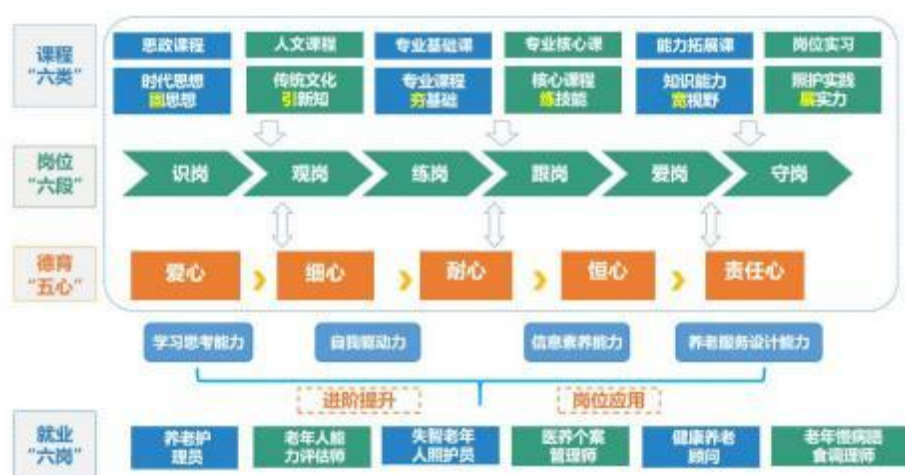 课程
“六类”
思政课程
人文课程
专业基础课
专业核心课
能力拓展课
岗位实习
时代思想
固思想
传统文化
引新知
专业课程
夯基础
核心课程
练技能
知识能力
宽视野
照护实践
展实力
岗位
“六段”
识岗
观岗
练岗
跟岗
爱岗
守岗
德育
“五心”
爱心
细心
耐心
恒心
责任心
学习思考能力
自我驱动力
信息素养能力
养老服务设计能力
进阶提升
岗位应用
就业
“六岗”
养老护
理员
老年人能
力评估师
失智老年
人照护员
医养个案
管理师
健康养老
顾问
老年慢病膳
食调理师